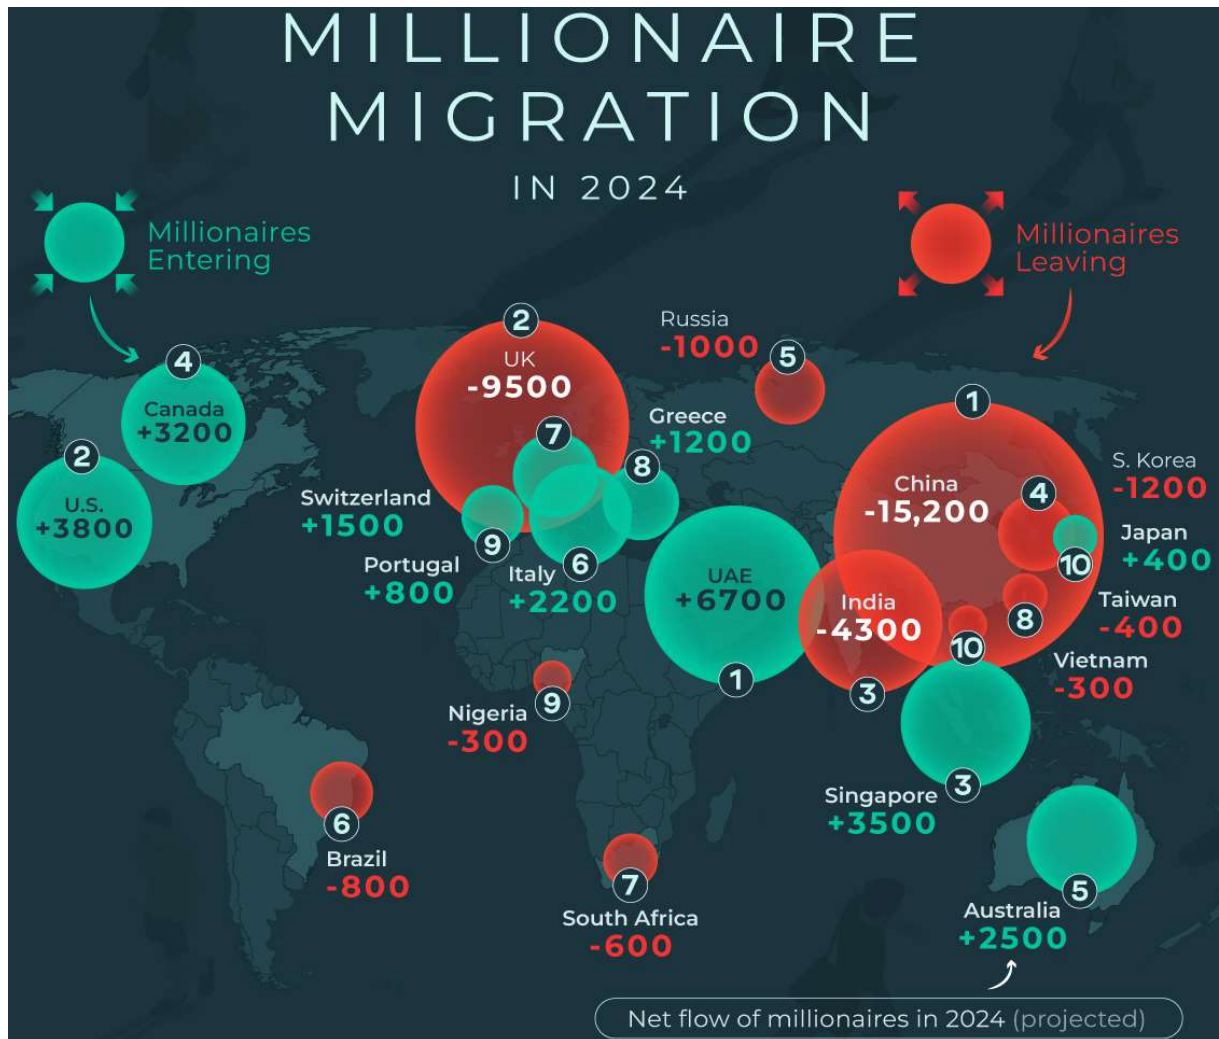 MILLIONAIRE
MIGRATION
IN 2024
Millionaires
Entering
Millionaires
Leaving
4
Canada
+3200
2
U.S.
+3800
2
UK
-9500
Russia
-1000
5
7
Greece
+1200
8
Switzerland
+1500
Portugal
+800
9
Italy
+2200
6
UAE
+6700
1
1
China
-15,200
S. Korea
-1200
4
Japan
+400
10
India
-4300
3
Taiwan
-400
8
10
Vietnam
-300
Nigeria
-300
9
Singapore
+3500
3
6
Brazil
-800
7
South Africa
-600
5
Australia
+2500
Net flow of millionaires in 2024 (projected)